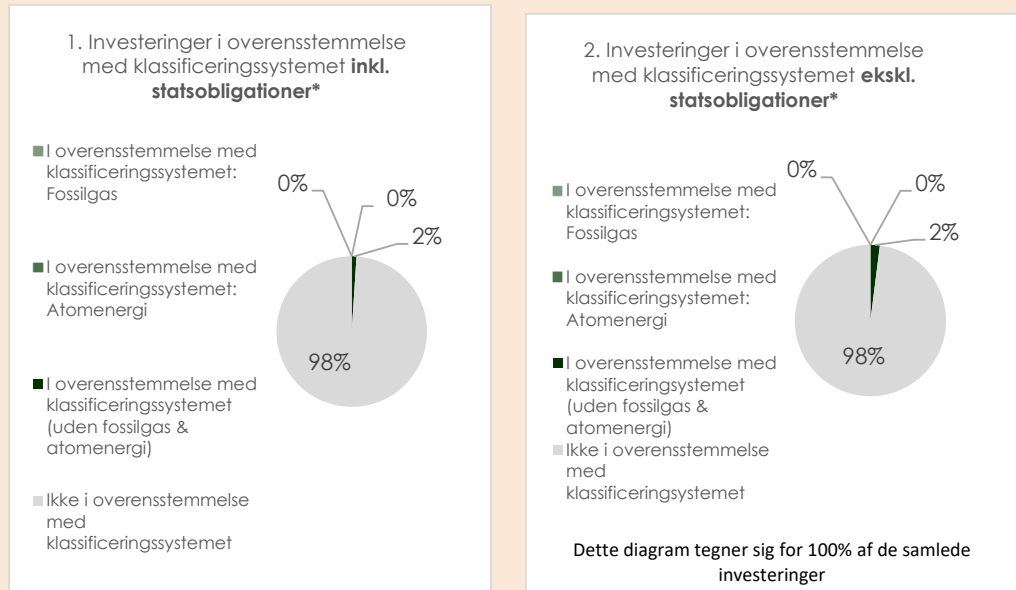 1. Investeringer i overensstemmelse
med klassificeringssystemet inkl.
statsobligationer*
I overensstemmelse med
klassificeringssystemet:
Fossilgas
I overensstemmelse med
klassificeringssystemet:
Atomenergi
I overensstemmelse med
klassificeringssystemet
(uden fossilgas &
atomenergi)
Ikke i overensstemmelse
med
klassificeringsystemet
0%
0%
2%
98%
2. Investeringer i overensstemmelse
med klassificeringssystemet ekskl.
statsobligationer*
I overensstemmelse med
klassificeringsystemet:
Fossilgas
I overensstemmelse med
klassificeringssystemet:
Atomenergi
I overensstemmelse med
klassificeringssystemet
(uden fossilgas &
atomenergi)
Ikke i overensstemmelse
med
klassificeringsystemet
0%
0%
2%
98%
Dette diagram tegner sig for 100% af de samlede
investeringer